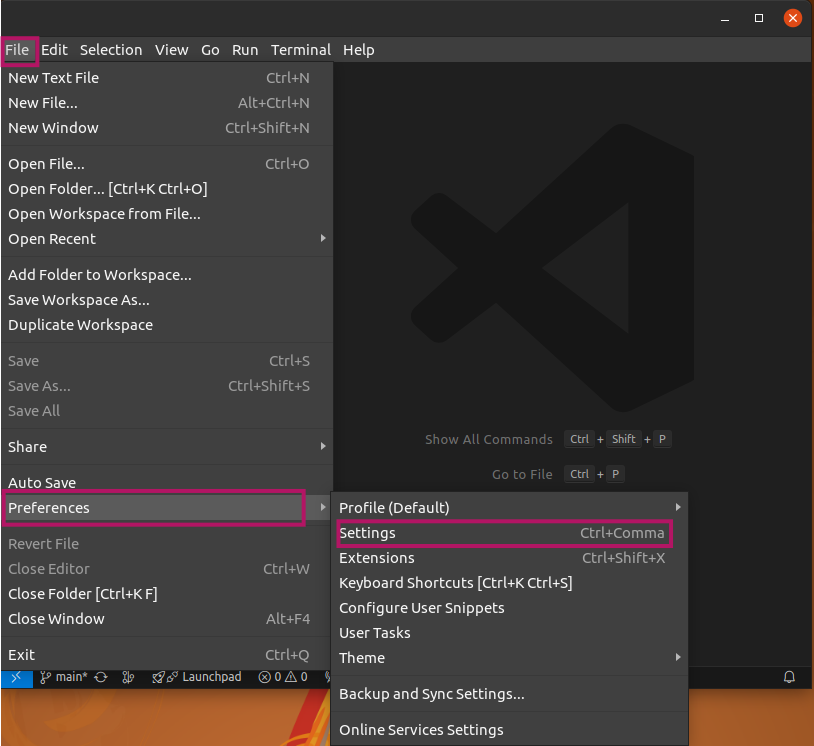 File Edit Selection View Go Run Terminal Help
New Text File Ctrl+N
New File... Alt+Ctrl+N
New Window Ctrl+Shift+N
Open File... Ctrl+O
Open Folder... [Ctrl+K Ctrl+O]
Open Workspace from File...
Open Recent
Add Folder to Workspace...
Save Workspace As...
Duplicate Workspace
Save Ctrl+S
Save As... Ctrl+Shift+S
Save All
Share
Auto Save
Preferences
Revert File
Close Editor Ctrl+W
Close Folder [Ctrl+K F]
Close Window Alt+F4
Exit Ctrl+Q
Show All Commands Ctrl + Shift + P
Go to File Ctrl + P
Profile (Default)
Settings Ctrl+Comma
Extensions Ctrl+Shift+X
Keyboard Shortcuts [Ctrl+K Ctrl+S]
Configure User Snippets
User Tasks
Theme
Backup and Sync Settings...
Online Services Settings
main* Launchpad 0 0